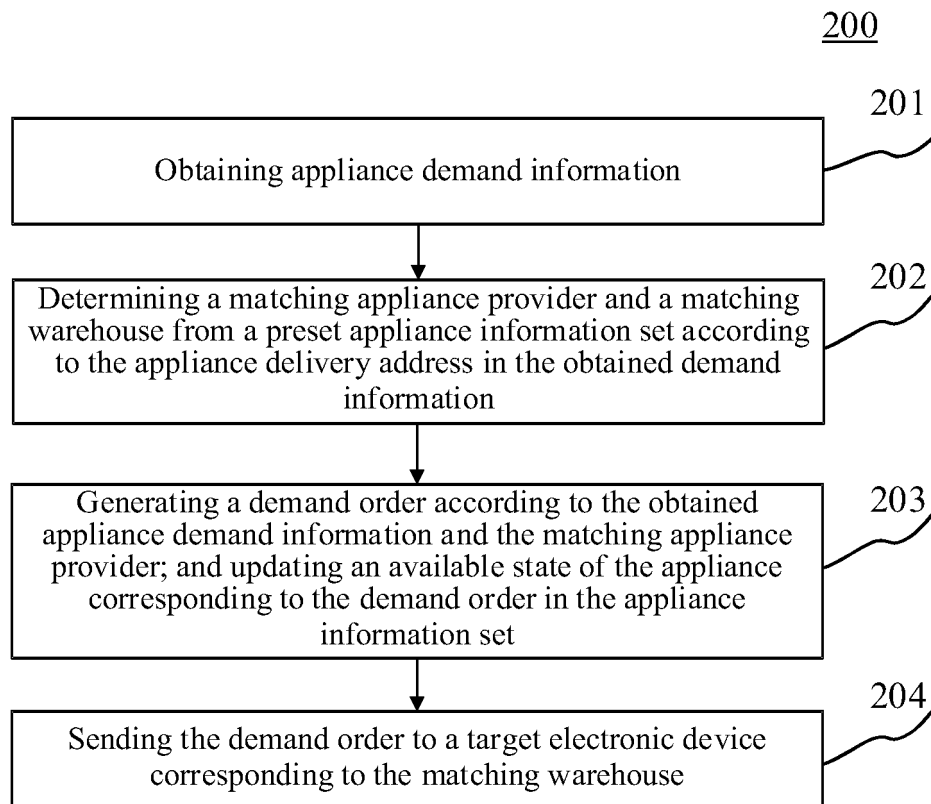 200
201
Obtaining appliance demand information
202
Determining a matching appliance provider and a matching
warehouse from a preset appliance information set according
to the appliance delivery address in the obtained demand
information
203
Generating a demand order according to the obtained
appliance demand information and the matching appliance
provider; and updating an available state of the appliance
corresponding to the demand order in the appliance
information set
204
Sending the demand order to a target electronic device
corresponding to the matching warehouse